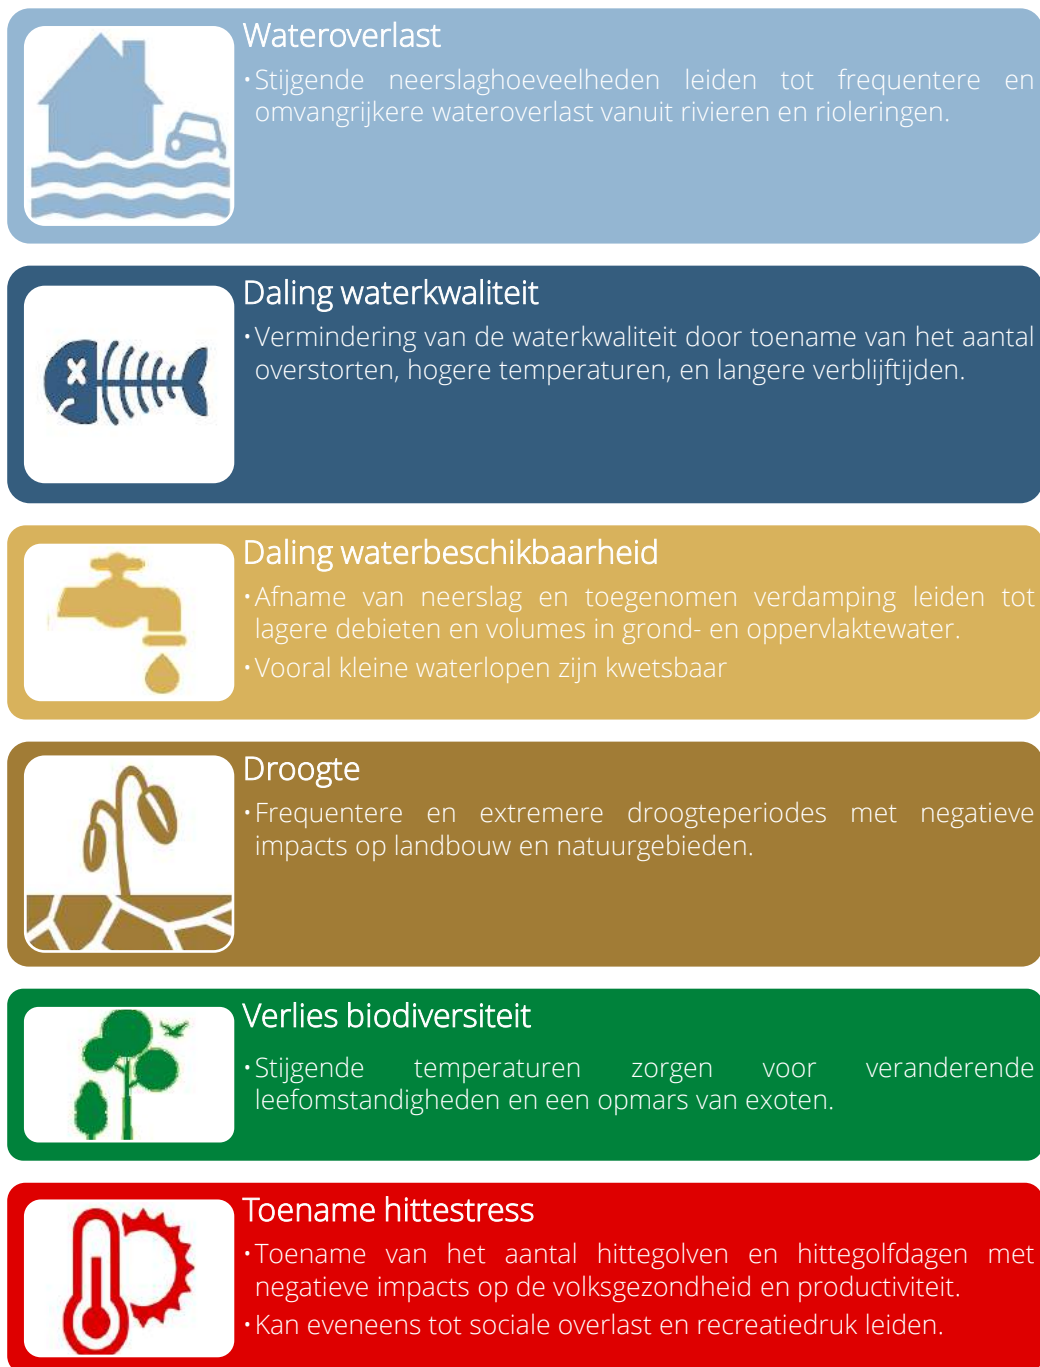 Wateroverlast
·Stijgende neerslaghoeveelheden leiden tot frequentere en
omvangrijkere wateroverlast vanuit rivieren en rioleringen.
Daling waterkwaliteit
·Vermindering van de waterkwaliteit door toename van het aantal
overstorten, hogere temperaturen, en langere verblijftijden.
Daling waterbeschikbaarheid
·Afname van neerslag en toegenomen verdamping leiden tot
lagere debieten en volumes in grond- en oppervlaktewater.
·Vooral kleine waterlopen zijn kwetsbaar
Droogte
·Frequentere en extremere droogteperiodes met negatieve
impacts op landbouw en natuurgebieden.
Verlies biodiversiteit
·Stijgende temperaturen zorgen voor veranderende
leefomstandigheden en een opmars van exoten.
Toename hittestress
·Toename van het aantal hittegolven en hittegolfdagen met
negatieve impacts op de volksgezondheid en productiviteit.
·Kan eveneens tot sociale overlast en recreatiedruk leiden.